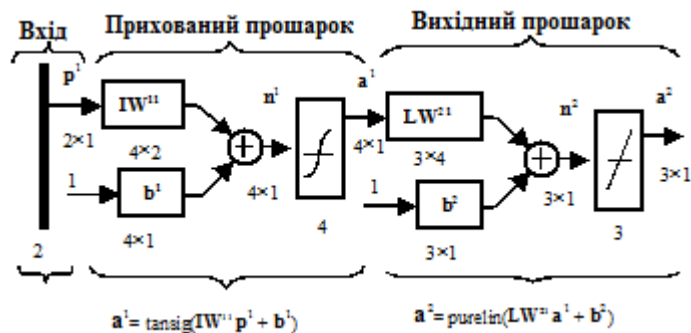 Вхід Прихований прошарок Вихідний прошарок
p¹ n¹ a¹ n² a²
IW¹¹ LW²¹
2×1 4×2 4×1 3×4 3×1
1 b¹ 4×1 1 b² 3×1
2 4×1 4 3×1 3
a¹= tansig(IW¹¹ p¹ + b¹) a²= purelin(LW²¹ a¹ + b²)